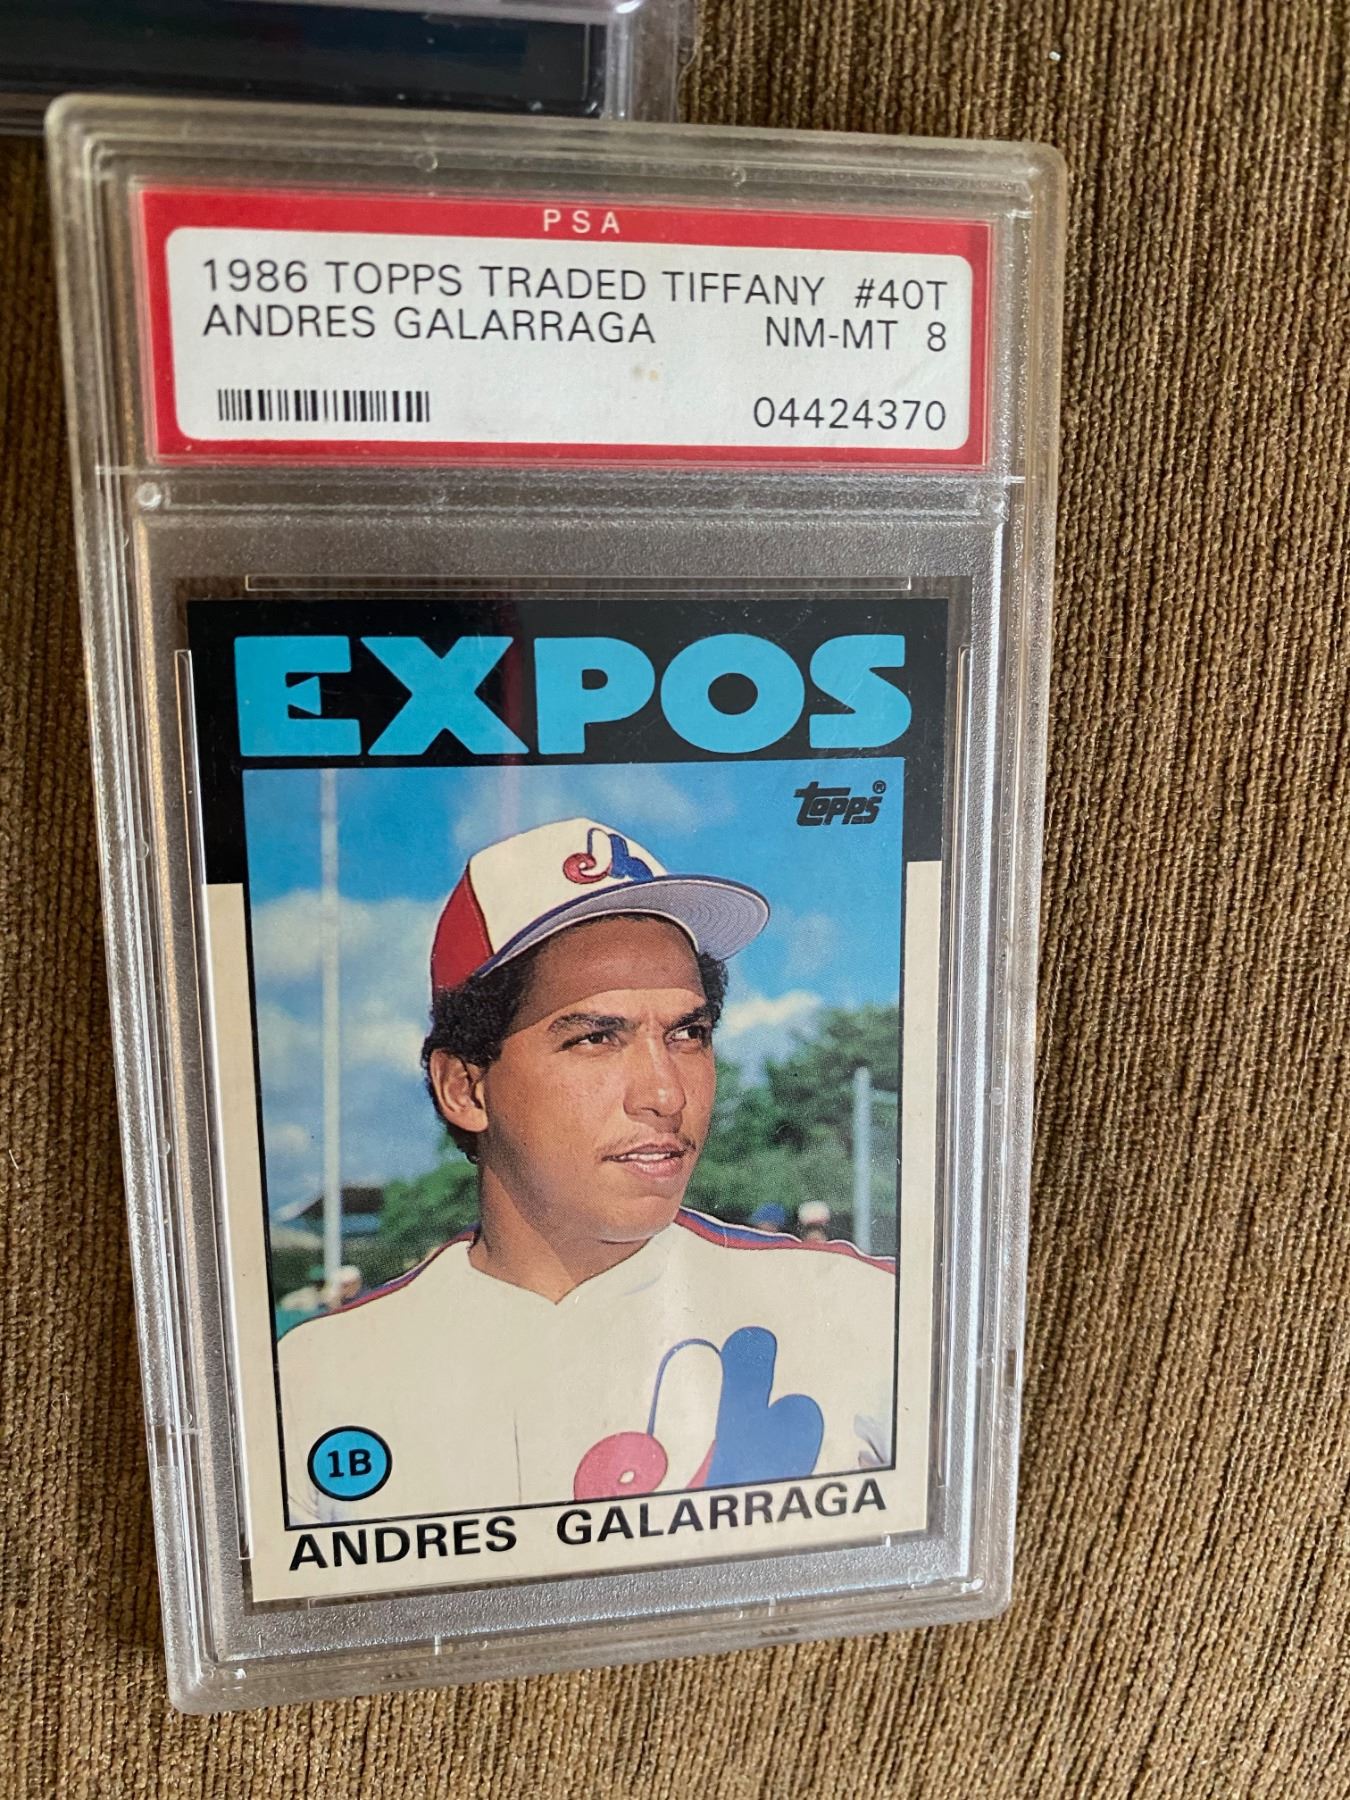 PSA
1986 TOPPS TRADED TIFFANY #40T
ANDRES GALARRAGA NM-MT 8
04424370
EXPOS
topps®
1B
ANDRES GALARRAGA